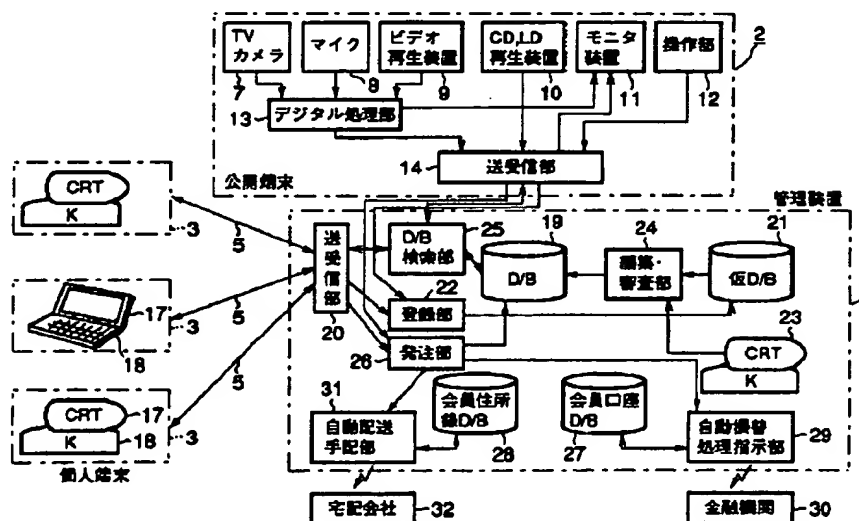 TV
カメラ
マイク
ビデオ
再生装置
CD,LD
再生装置
モニタ
装置
操作部
2
7
8
9
10
11
12
13
デジタル処理部
14
送受信部
公開端末
管理装置
CRT
K
3
5
17
18
3
5
CRT
17
K
18
3
5
個人端末
送受信部
20
D/B
検索部
25
19
D/B
24
編集・
審査部
21
仮D/B
22
登録部
26
発注部
23
CRT
K
31
自動配送
手配部
会員住所
録D/B
28
会員口座
D/B
27
自動振替
処理指示部
29
宅配会社
32
金融機関
30